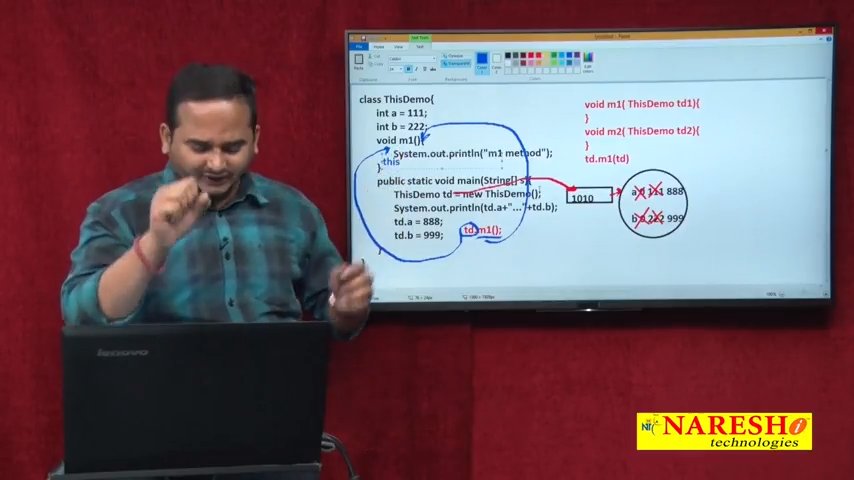 class ThisDemo{
int a = 111;
int b = 222;
void m1(){
System.out.println("m1 method");
this
}
public static void main(String[] s){
ThisDemo td = new ThisDemo();
System.out.println(td.a+"..."+td.b);
td.a = 888;
td.b = 999;
td.m1();
}
}
void m1( ThisDemo td1){
}
void m2( ThisDemo td2){
}
td.m1(td)
1010
a 0 111 888
b 0 222 999
lenovo
NARESH i
technologies